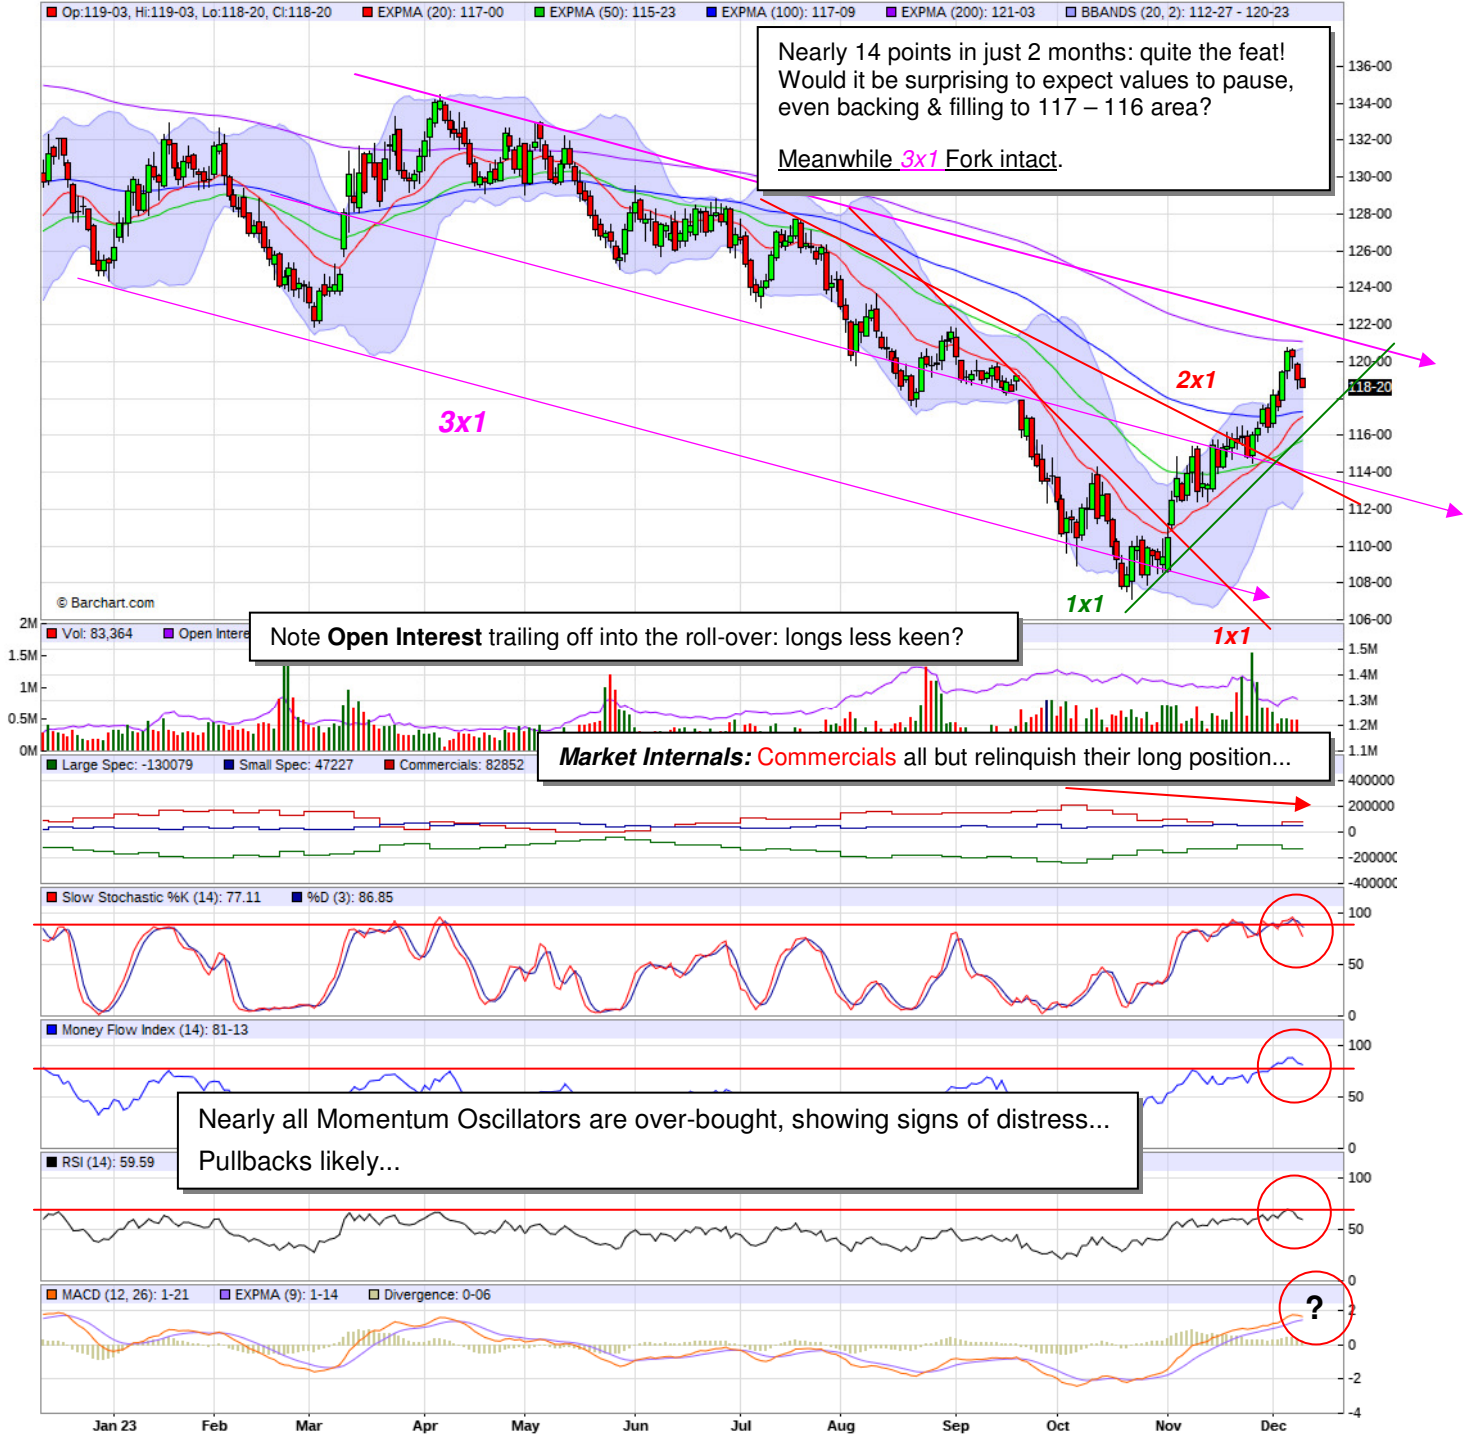 Op:119-03, Hi:119-03, Lo:118-20, Cl:118-20 EXPMA (20): 117-00 EXPMA (50): 115-23 EXPMA (100): 117-09 EXPMA (200): 121-03 BBANDS (20, 2): 112-27 - 120-23
Nearly 14 points in just 2 months: quite the feat!
Would it be surprising to expect values to pause,
even backing & filling to 117 – 116 area?
Meanwhile 3x1 Fork intact.
136-00
134-00
132-00
130-00
128-00
126-00
124-00
122-00
120-00
118-20
116-00
114-00
112-00
110-00
108-00
106-00
3x1
2x1
1x1
1x1
© Barchart.com
Vol: 83,364 Open Intere
Note Open Interest trailing off into the roll-over: longs less keen?
2M
1.5M
1M
0.5M
0M
1.5M
1.4M
1.3M
1.2M
1.1M
Market Internals: Commercials all but relinquish their long position...
Large Spec: -130079 Small Spec: 47227 Commercials: 82852
400000
200000
0
-200000
-400000
Slow Stochastic %K (14): 77.11 %D (3): 86.85
100
50
0
Money Flow Index (14): 81-13
100
50
0
Nearly all Momentum Oscillators are over-bought, showing signs of distress...
Pullbacks likely...
RSI (14): 59.59
100
50
0
MACD (12, 26): 1-21 EXPMA (9): 1-14 Divergence: 0-06
?
2
0
-2
-4
Jan 23 Feb Mar Apr May Jun Jul Aug Sep Oct Nov Dec